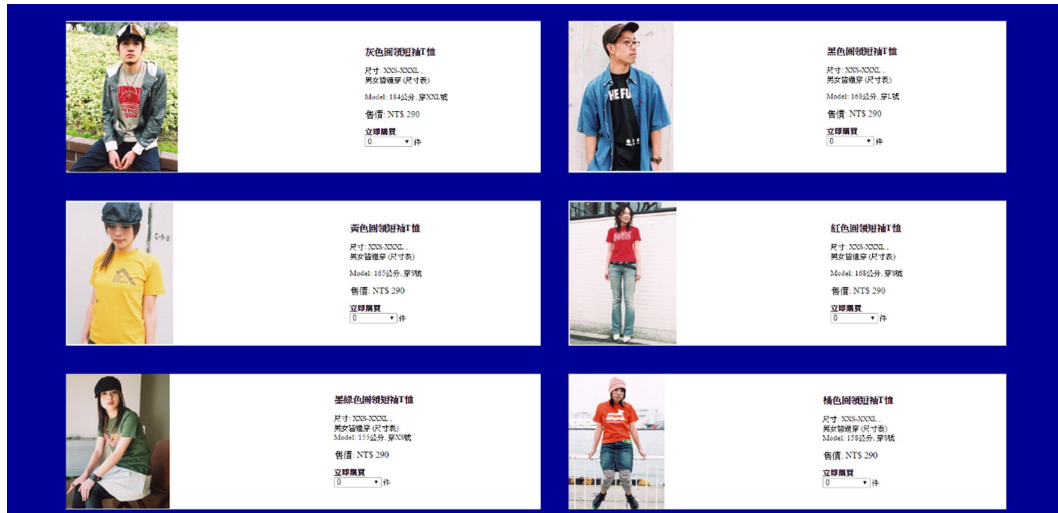 灰色圓領短袖T恤
尺寸: XXS-XXXL ,
男女皆適穿 (尺寸表)
Model: 184公分, 穿XXL號
售價: NT$ 290
立即購買
0 件
黑色圓領短袖T恤
尺寸: XXS-XXXL ,
男女皆適穿 (尺寸表)
Model: 168公分, 穿L號
售價: NT$ 290
立即購買
0 件
THE FU
黃色圓領短袖T恤
尺寸: XXS-XXXL ,
男女皆適穿 (尺寸表)
Model: 165公分, 穿S號
售價: NT$ 290
立即購買
0 件
紅色圓領短袖T恤
尺寸: XXS-XXXL ,
男女皆適穿 (尺寸表)
Model: 168公分, 穿S號
售價: NT$ 290
立即購買
0 件
墨綠色圓領短袖T恤
尺寸: XXS-XXXL ,
男女皆適穿 (尺寸表)
Model: 155公分, 穿XS號
售價: NT$ 290
立即購買
0 件
橘色圓領短袖T恤
尺寸: XXS-XXXL ,
男女皆適穿 (尺寸表)
Model: 158公分, 穿S號
售價: NT$ 290
立即購買
0 件